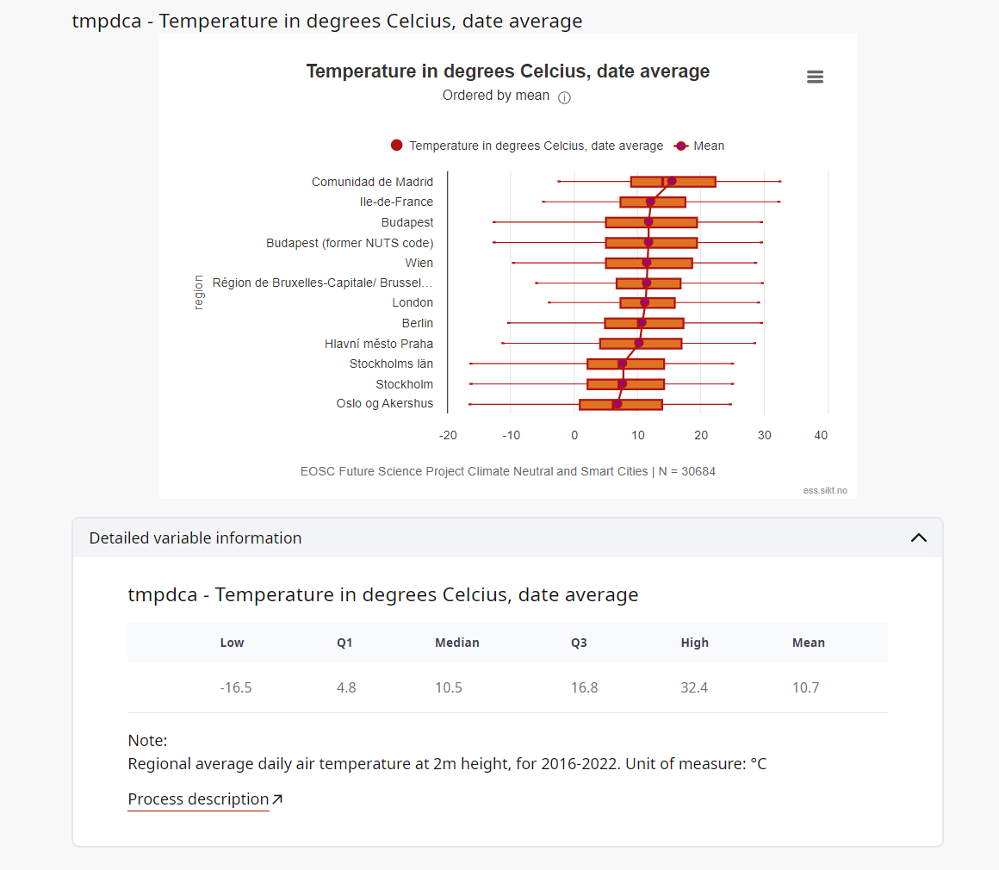 tmpdca - Temperature in degrees Celcius, date average
Temperature in degrees Celcius, date average
Ordered by mean
Temperature in degrees Celcius, date average Mean
region
Comunidad de Madrid
Ile-de-France
Budapest
Budapest (former NUTS code)
Wien
Région de Bruxelles-Capitale/ Brussel…
London
Berlin
Hlavní město Praha
Stockholms län
Stockholm
Oslo og Akershus
-20 -10 0 10 20 30 40
EOSC Future Science Project Climate Neutral and Smart Cities | N = 30684
ess.sikt.no
Detailed variable information
tmpdca - Temperature in degrees Celcius, date average
Low Q1 Median Q3 High Mean
-16.5 4.8 10.5 16.8 32.4 10.7
Note:
Regional average daily air temperature at 2m height, for 2016-2022. Unit of measure: °C
Process description